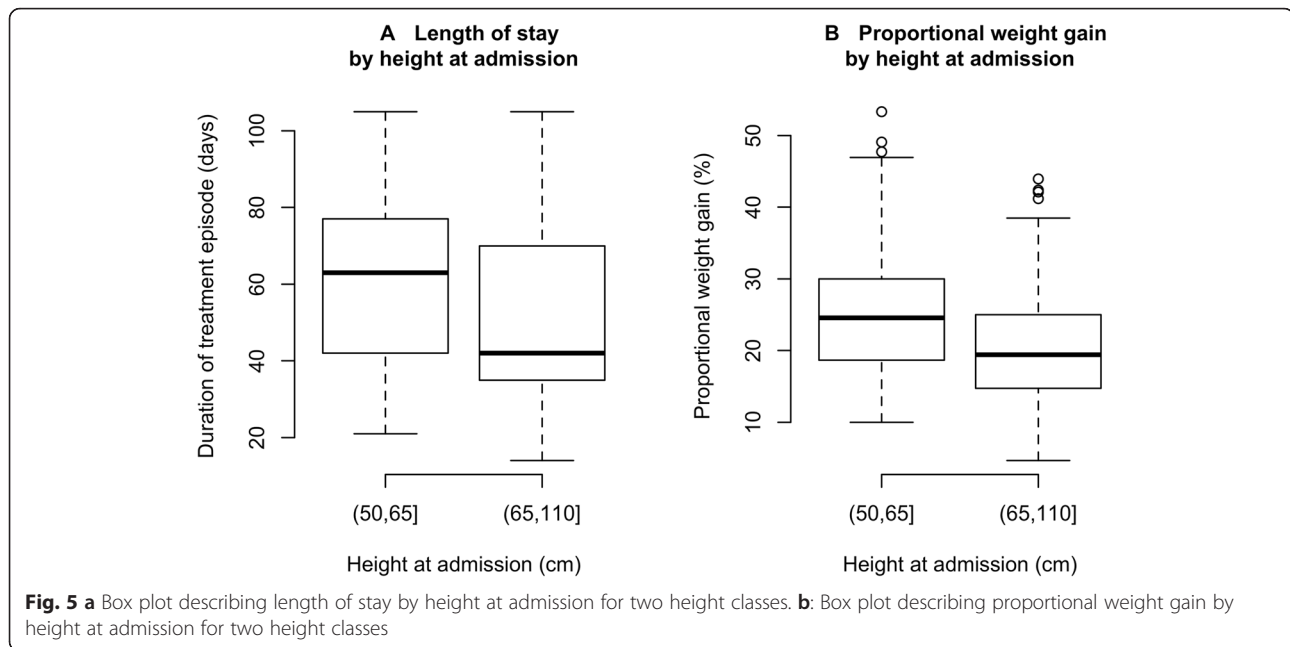 A Length of stay
by height at admission
Duration of treatment episode (days)
100
80
60
40
20
(50,65] (65,110]
Height at admission (cm)
B Proportional weight gain
by height at admission
Proportional weight gain (%)
50
40
30
20
10
(50,65] (65,110]
Height at admission (cm)
Fig. 5 a Box plot describing length of stay by height at admission for two height classes. b: Box plot describing proportional weight gain by
height at admission for two height classes